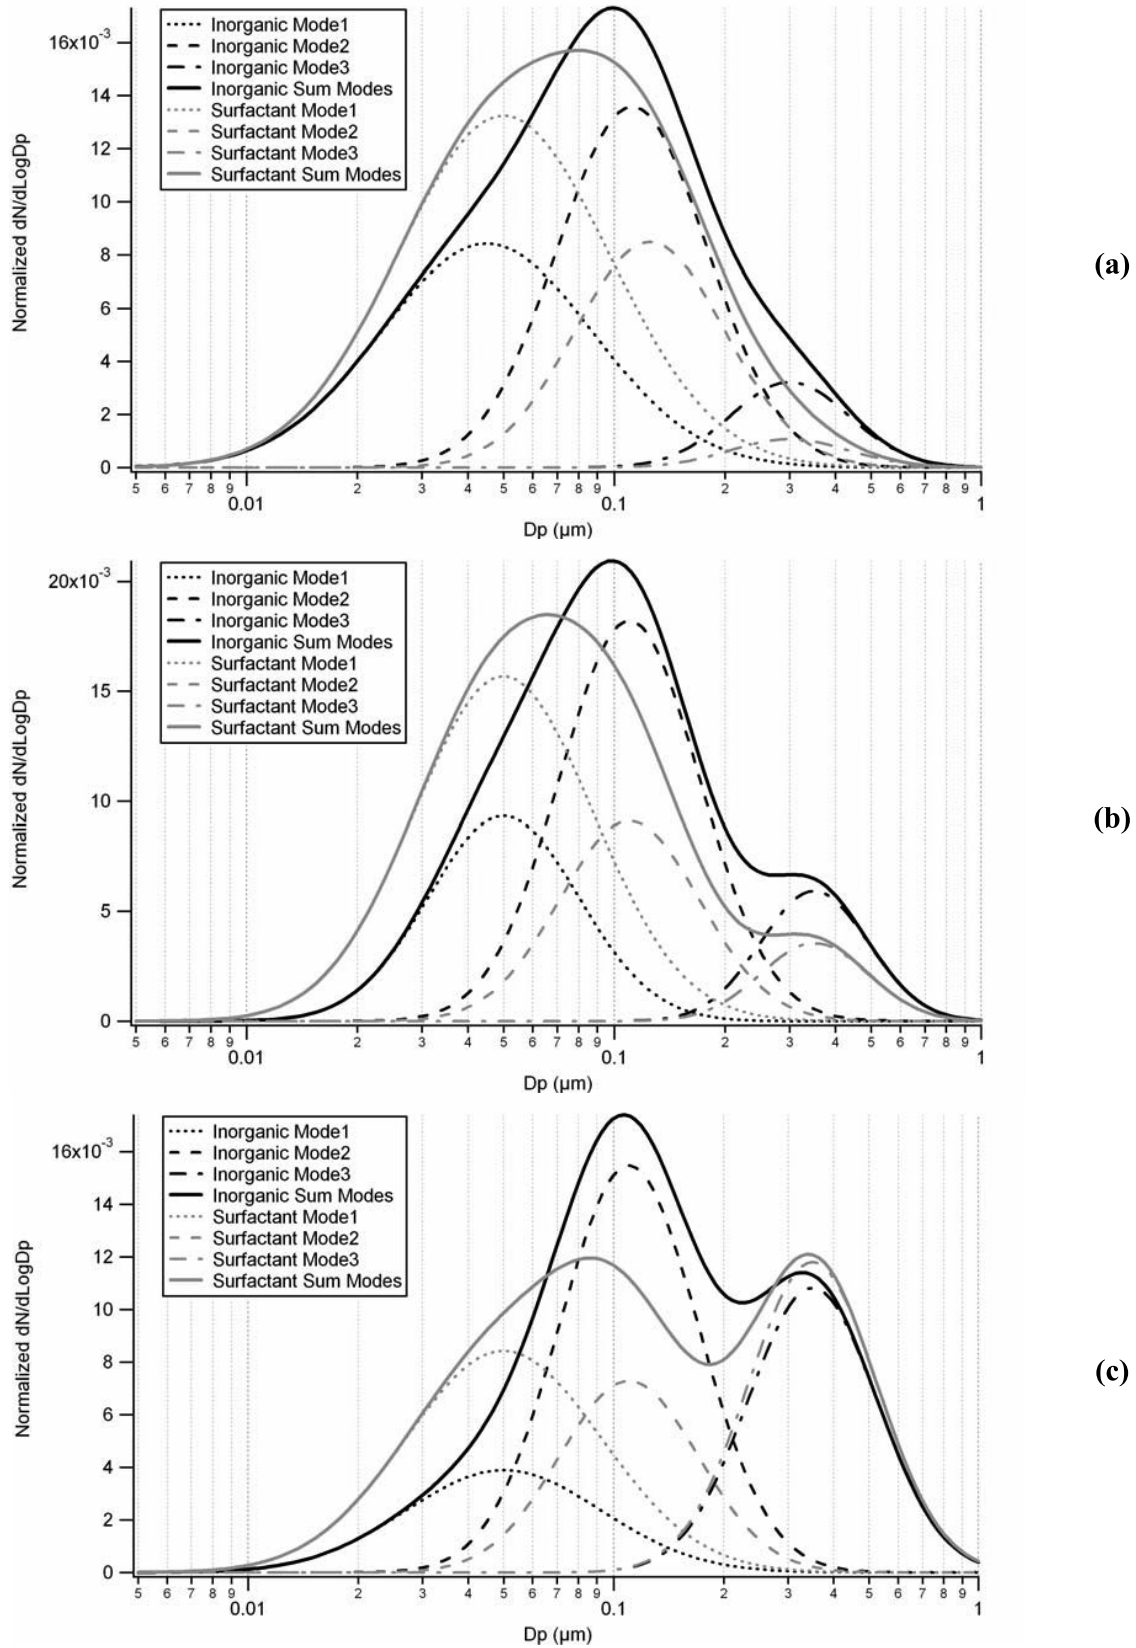 Inorganic Mode1
Inorganic Mode2
Inorganic Mode3
Inorganic Sum Modes
Surfactant Mode1
Surfactant Mode2
Surfactant Mode3
Surfactant Sum Modes
16x10-3
14
12
10
8
6
4
2
0
Normalized dN/dLogDp
5 6 7 8 9 2 3 4 5 6 7 8 9 2 3 4 5 6 7 8 9
0.01 0.1 1
Dp (µm)
(a)
Inorganic Mode1
Inorganic Mode2
Inorganic Mode3
Inorganic Sum Modes
Surfactant Mode1
Surfactant Mode2
Surfactant Mode3
Surfactant Sum Modes
20x10-3
15
10
5
0
Normalized dN/dLogDp
5 6 7 8 9 2 3 4 5 6 7 8 9 2 3 4 5 6 7 8 9
0.01 0.1 1
Dp (µm)
(b)
Inorganic Mode1
Inorganic Mode2
Inorganic Mode3
Inorganic Sum Modes
Surfactant Mode1
Surfactant Mode2
Surfactant Mode3
Surfactant Sum Modes
16x10-3
14
12
10
8
6
4
2
0
Normalized dN/dLogDp
5 6 7 8 9 2 3 4 5 6 7 8 9 2 3 4 5 6 7 8 9
0.01 0.1 1
Dp (µm)
(c)